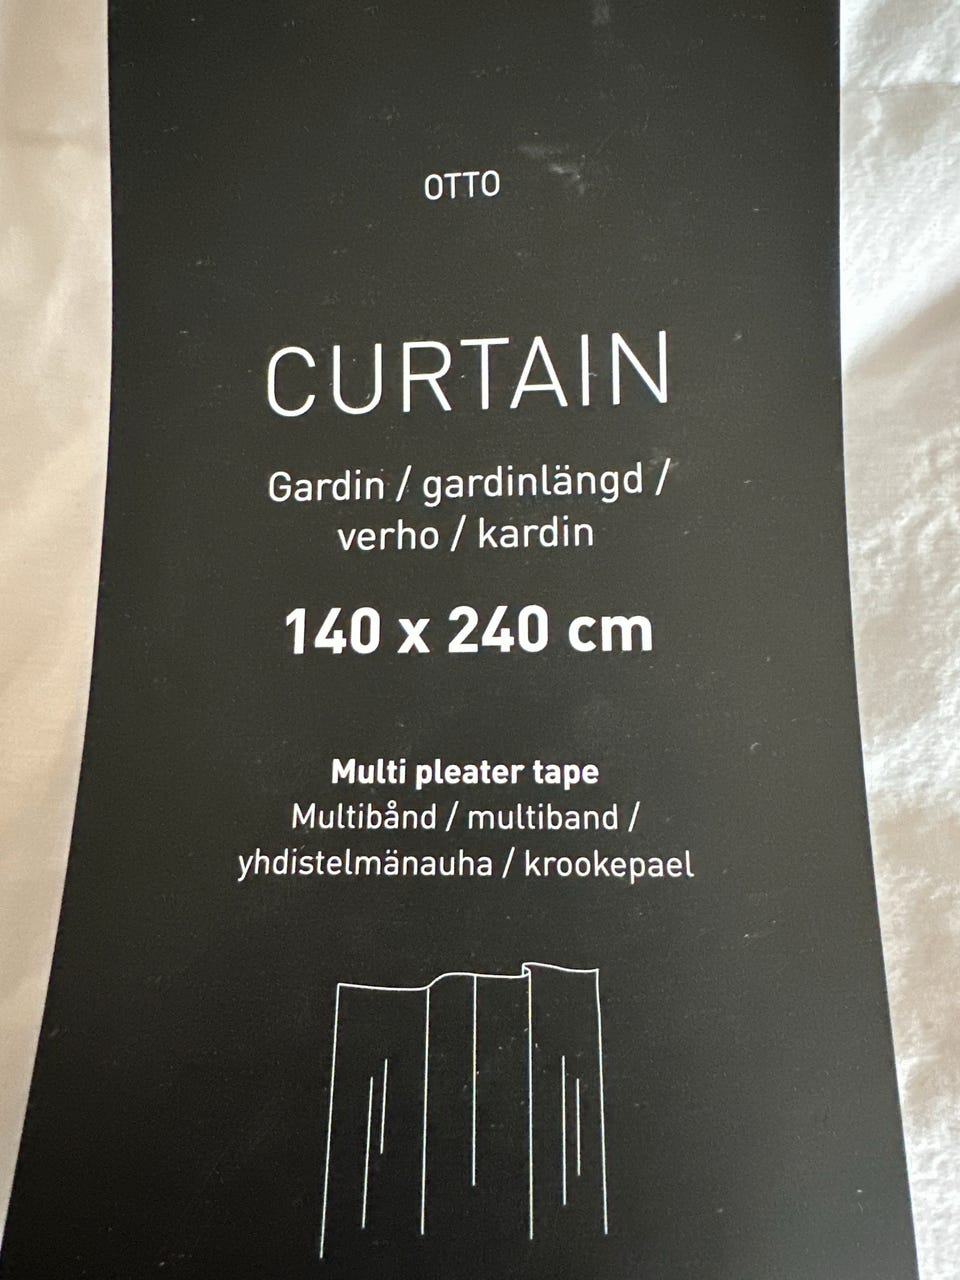 OTTO
CURTAIN
Gardin / gardinlängd /
verho / kardin
140 x 240 cm
Multi pleater tape
Multibånd / multiband /
yhdistelmänauha / krookepael